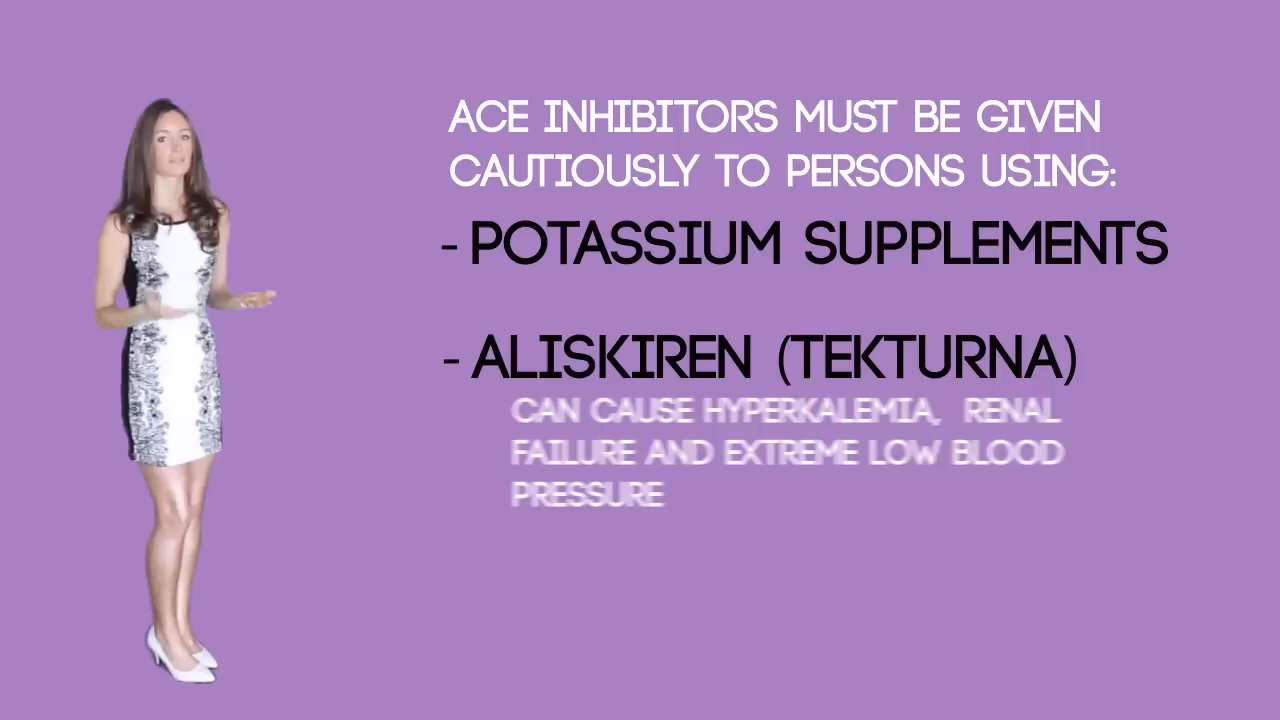 ACE INHIBITORS MUST BE GIVEN
CAUTIOUSLY TO PERSONS USING:
- POTASSIUM SUPPLEMENTS
- ALISKIREN (TEKTURNA)
CAN CAUSE HYPERKALEMIA, RENAL
FAILURE AND EXTREME LOW BLOOD
PRESSURE